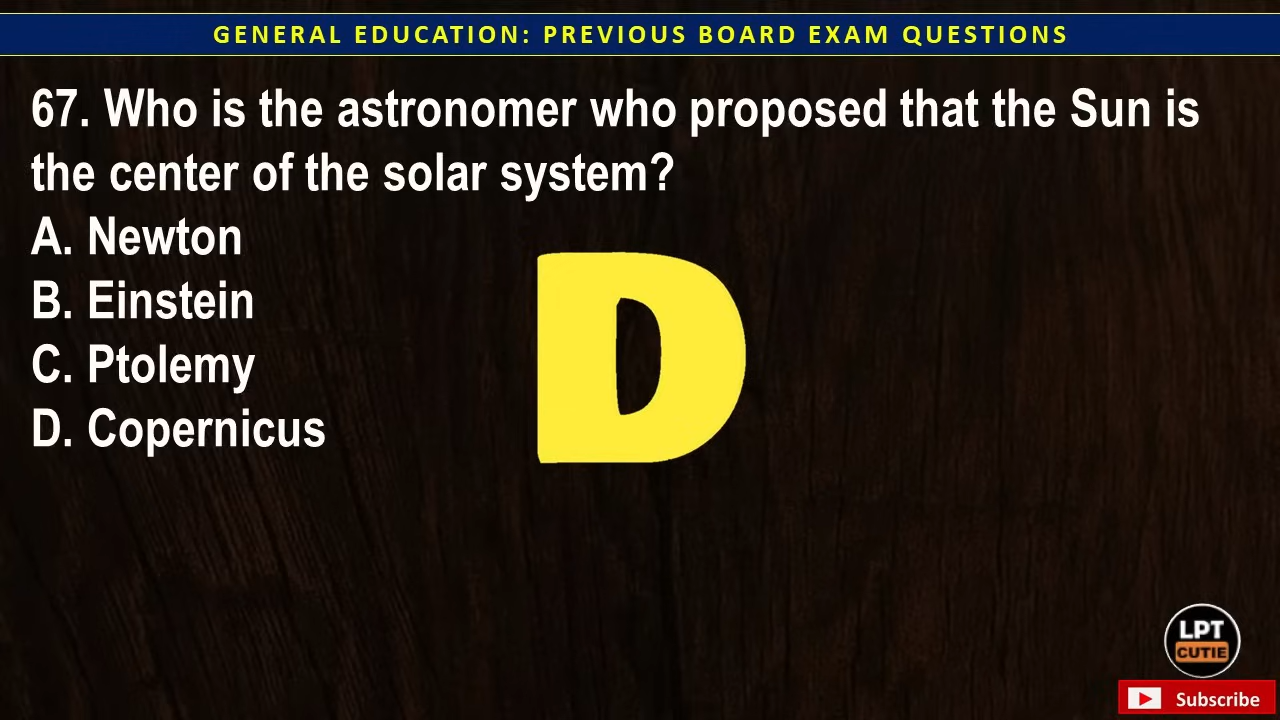 GENERAL EDUCATION: PREVIOUS BOARD EXAM QUESTIONS
67. Who is the astronomer who proposed that the Sun is
the center of the solar system?
A. Newton
B. Einstein
C. Ptolemy
D. Copernicus
D
LPT
CUTIE
Subscribe